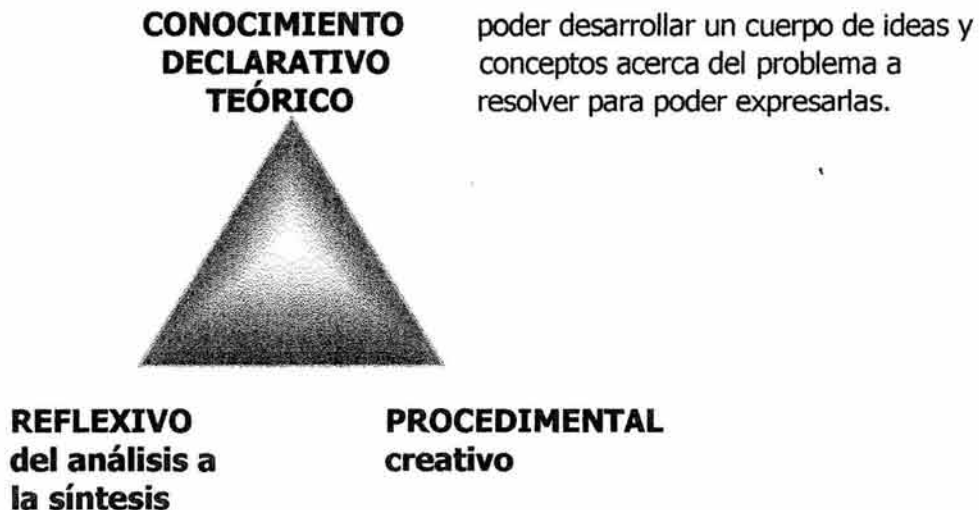 CONOCIMIENTO
DECLARATIVO
TEÓRICO
poder desarrollar un cuerpo de ideas y
conceptos acerca del problema a
resolver para poder expresarlas.
REFLEXIVO
del análisis a
la síntesis
PROCEDIMENTAL
creativo